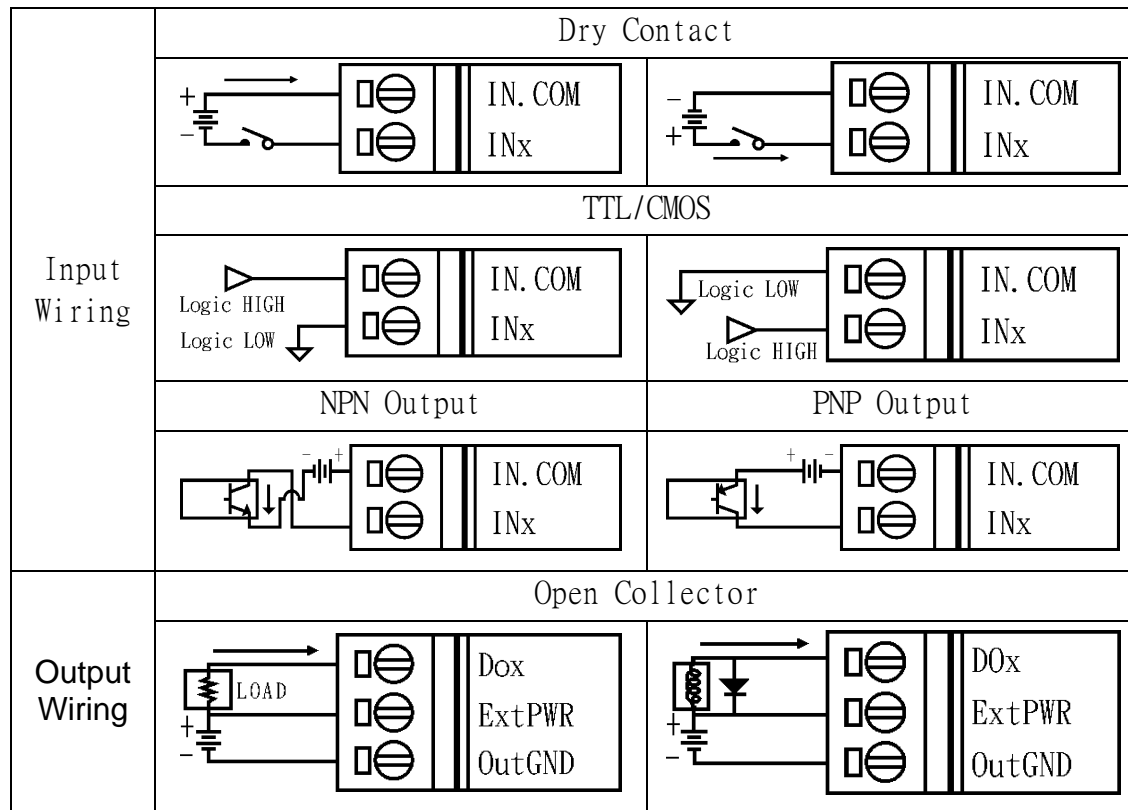 Dry Contact
+
-
IN.COM
INx
-
+
IN.COM
INx
Input
Wiring
TTL/CMOS
Logic HIGH
Logic LOW
IN.COM
INx
Logic LOW
Logic HIGH
IN.COM
INx
NPN Output
PNP Output
- +
IN.COM
INx
+ -
IN.COM
INx
Output
Wiring
Open Collector
LOAD
+
-
Dox
ExtPWR
OutGND
+
-
DOx
ExtPWR
OutGND